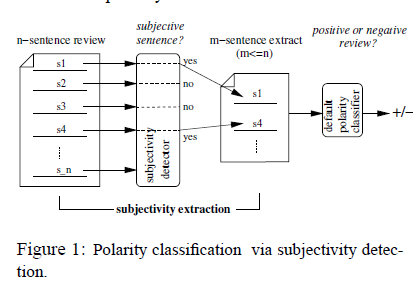 subjective
sentence?
positive or negative
review?
n-sentence review
m-sentence extract
(m<=n)
s1
s2
s3
s4
s_n
yes
no
no
yes
subjectivity
detector
s1
s4
default
polarity
classifier
+/-
subjectivity extraction
Figure 1: Polarity classification via subjectivity detec-
tion.